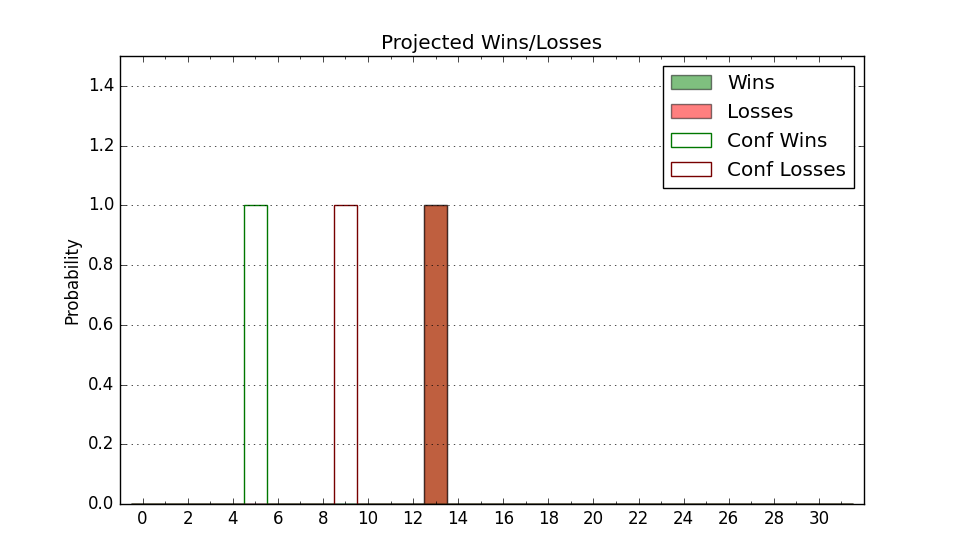 Projected Wins/Losses
1.4
1.2
1.0
0.8
0.6
0.4
0.2
0.0
Probability
Wins
Losses
Conf Wins
Conf Losses
0 2 4 6 8 10 12 14 16 18 20 22 24 26 28 30